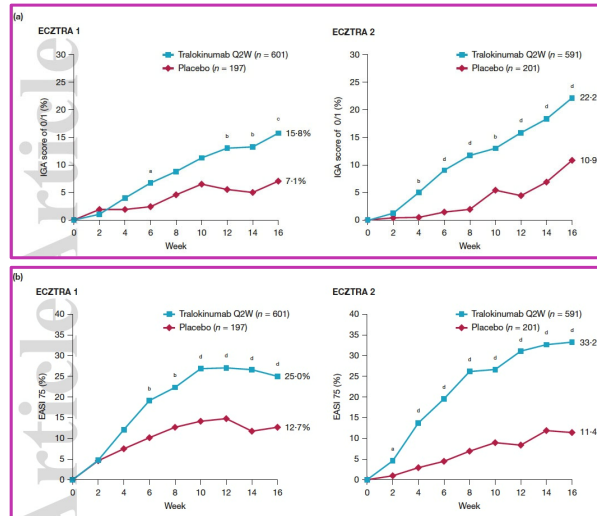 (a)
ECZTRA 1
ECZTRA 2
Tralokinumab Q2W (n = 601)
Placebo (n = 197)
Tralokinumab Q2W (n = 591)
Placebo (n = 201)
IGA score of 0/1 (%)
30
25
20
15
10
5
0
a
b
b
c
15·8%
7·1%
0 2 4 6 8 10 12 14 16
Week
IGA score of 0/1 (%)
30
25
20
15
10
5
0
b
d
d
d
d
d
d
22·2
10·9
0 2 4 6 8 10 12 14 16
Week
(b)
ECZTRA 1
ECZTRA 2
Tralokinumab Q2W (n = 601)
Placebo (n = 197)
Tralokinumab Q2W (n = 591)
Placebo (n = 201)
EASI 75 (%)
40
35
30
25
20
15
10
5
0
b
b
d
d
d
d
25·0%
12·7%
0 2 4 6 8 10 12 14 16
Week
EASI 75 (%)
40
35
30
25
20
15
10
5
0
a
d
d
d
d
d
d
d
33·2
11·4
0 2 4 6 8 10 12 14 16
Week
Article
Article